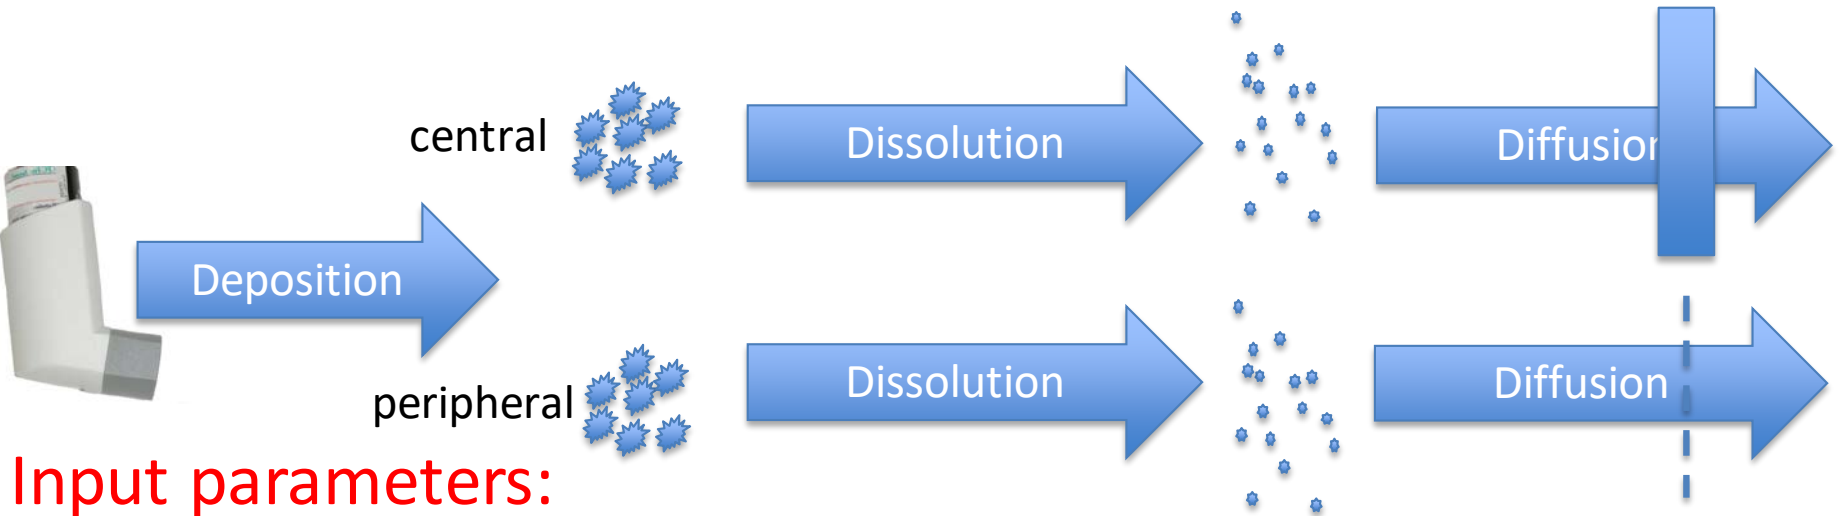 central
Dissolution
Diffusion
Deposition
peripheral
Dissolution
Diffusion
Input parameters: